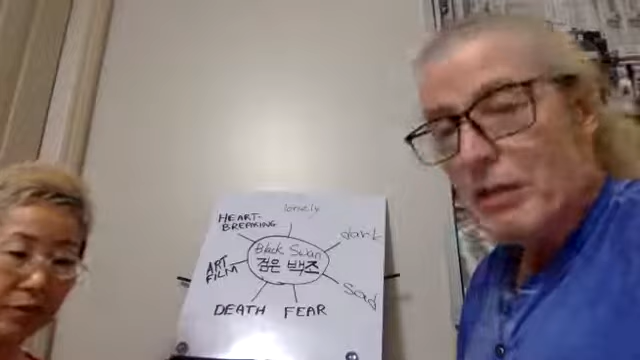 lonely
HEART-
BREAKING
dark
Black Swan
검은 백조
ART
FILM
sad
DEATH
FEAR